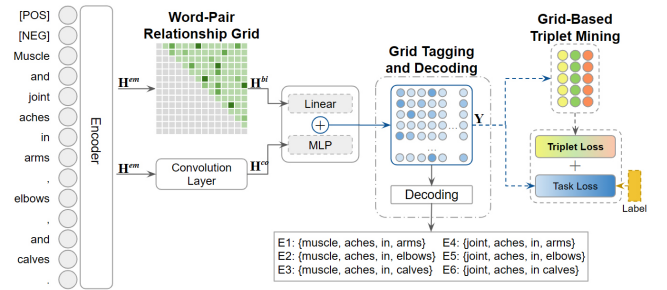 [POS]
[NEG]
Muscle
and
joint
aches
in
arms
,
elbows
,
and
calves
.
Encoder
Word-Pair
Relationship Grid
H^em
H^bi
H^em
Convolution
Layer
H^co
Linear
MLP
Grid Tagging
and Decoding
...
...
...
Y
Decoding
Grid-Based
Triplet Mining
Triplet Loss
+
Task Loss
Label
E1: {muscle, aches, in, arms} E4: {joint, aches, in, arms}
E2: {muscle, aches, in, elbows} E5: {joint, aches, in, elbows}
E3: {muscle, aches, in, calves} E6: {joint, aches, in calves}